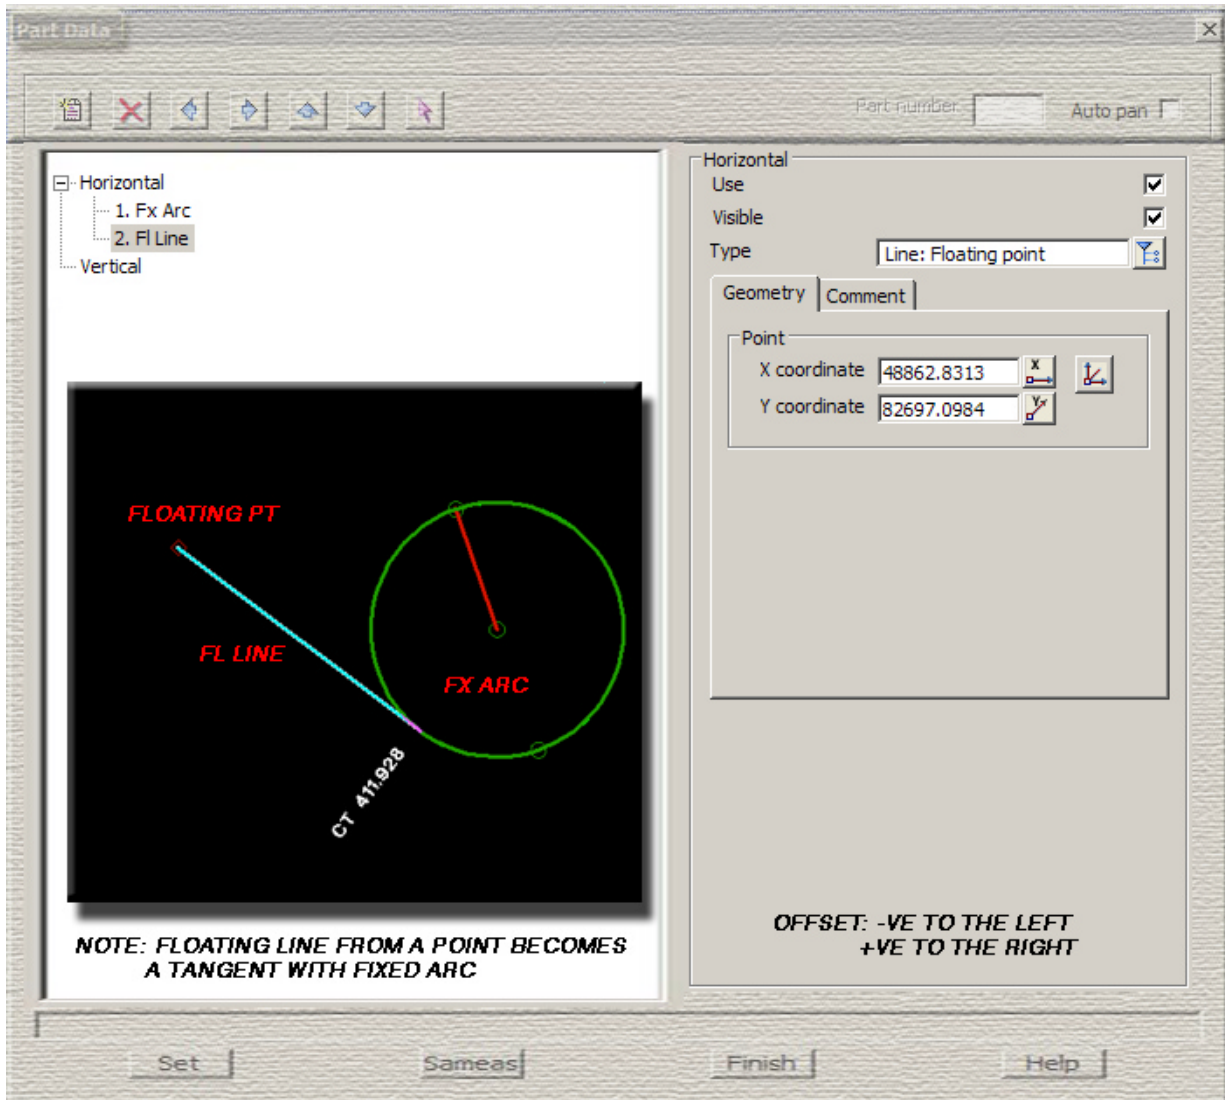 Part Data
Part number
Auto pan
Horizontal
1. Fx Arc
2. Fl Line
Vertical
FLOATING PT
FL LINE
FX ARC
CT 411.928
NOTE: FLOATING LINE FROM A POINT BECOMES
A TANGENT WITH FIXED ARC
Horizontal
Use
Visible
Type Line: Floating point
Geometry Comment
Point
X coordinate 48862.8313 X
Y coordinate 82697.0984 Y
OFFSET: -VE TO THE LEFT
+VE TO THE RIGHT
Set Sameas Finish Help